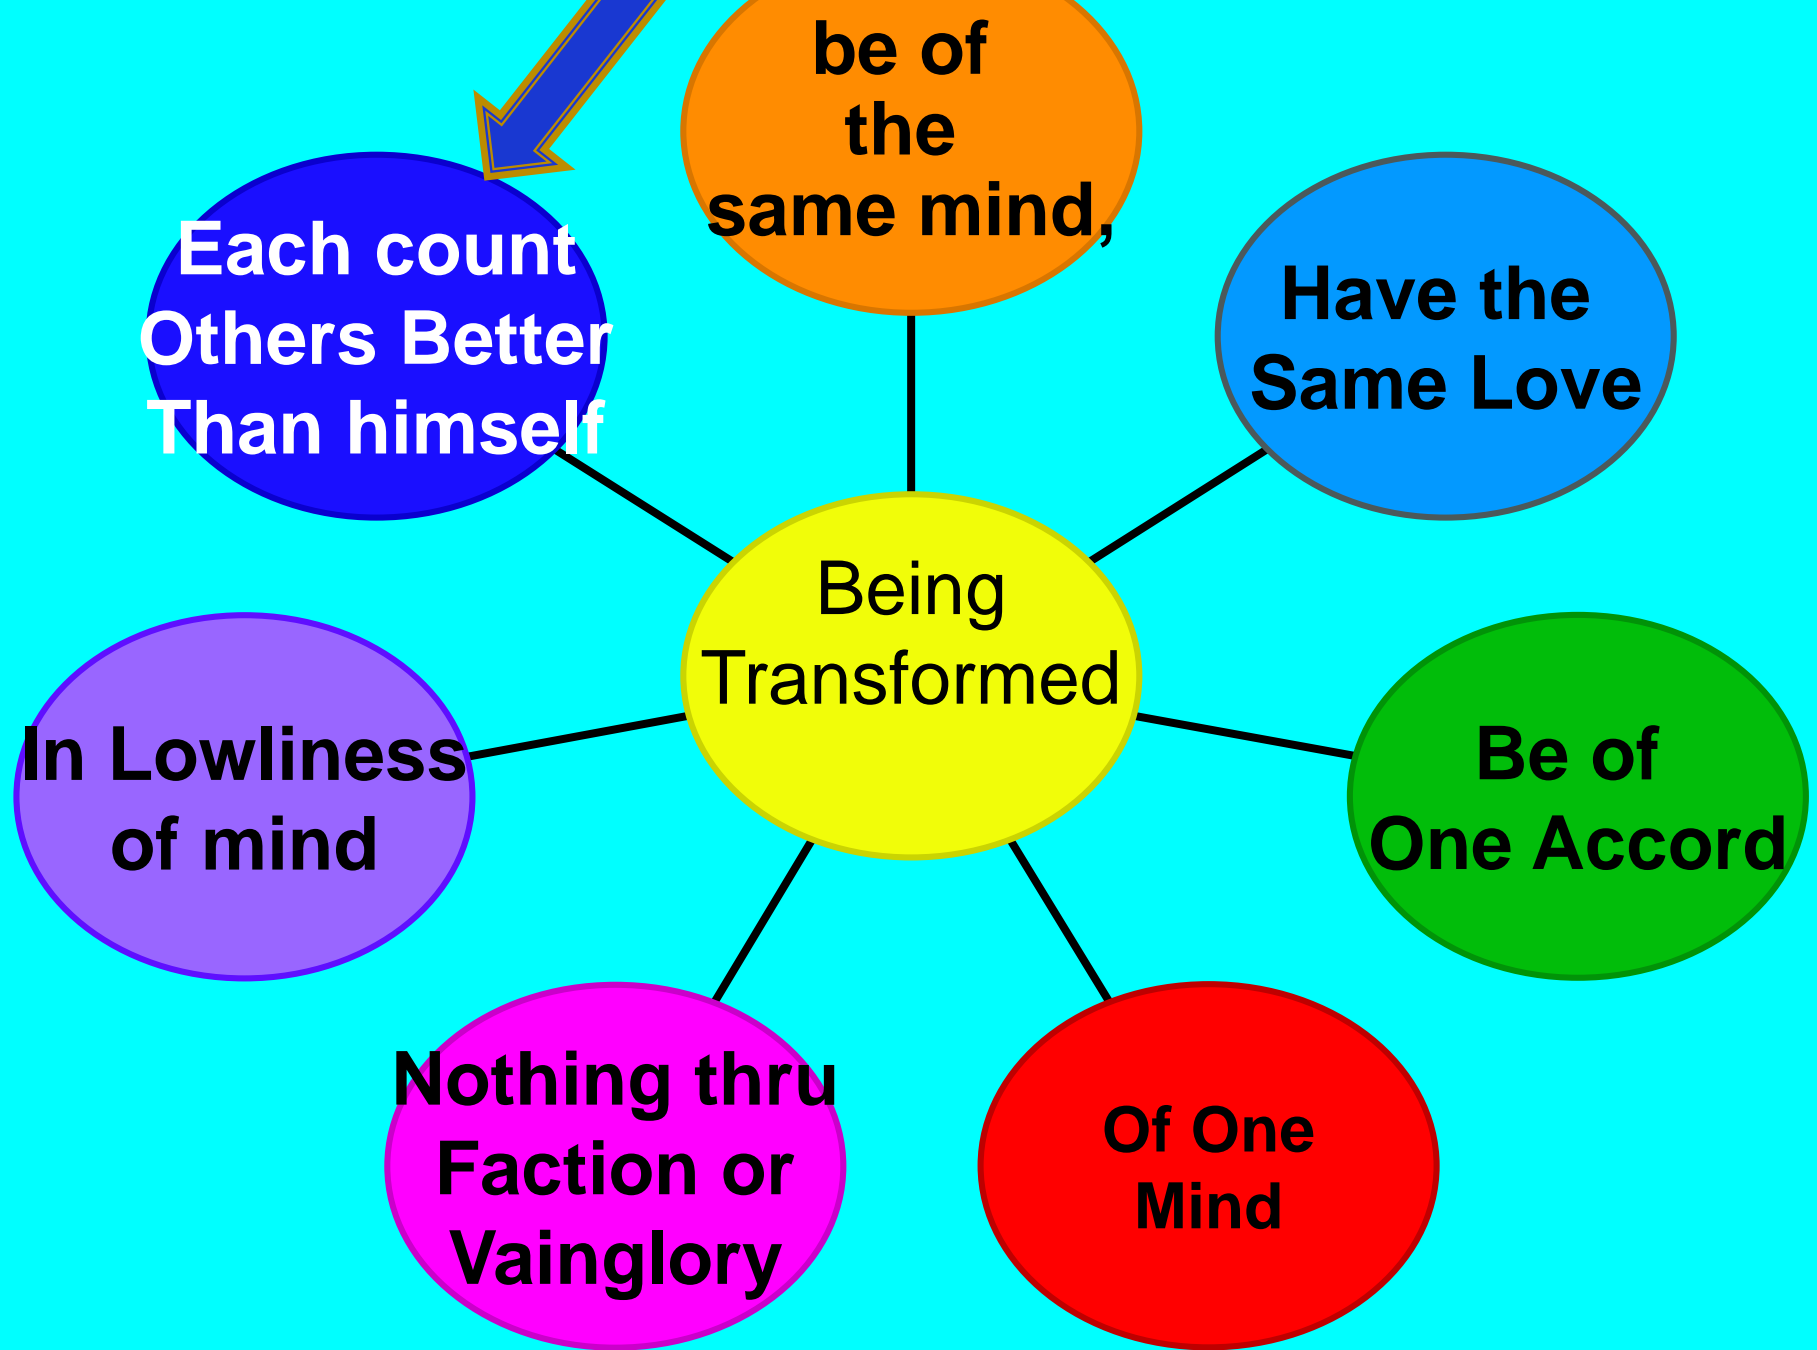 be of
the
same mind,
Have the
Same Love
Be of
One Accord
Of One
Mind
Nothing thru
Faction or
Vainglory
In Lowliness
of mind
Each count
Others Better
Than himself
Being
Transformed